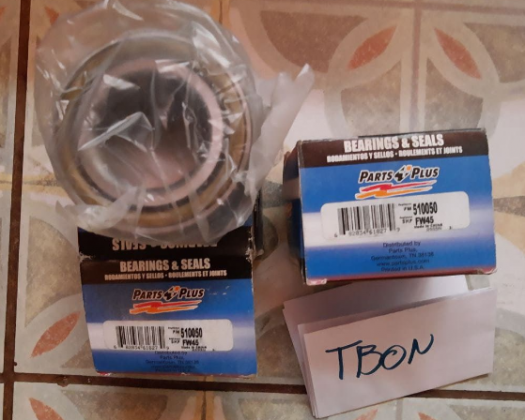 BEARINGS & SEALS
RODAMIENTOS Y SELLOS · ROULEMENTS ET JOINTS
PARTS PLUS
510050
FW45
Distributed by
Parts Plus,
BEARINGS & SEALS
RODAMIENTOS Y SELLOS · ROULEMENTS ET JOINTS
PARTS PLUS
510050
FW45
TBON